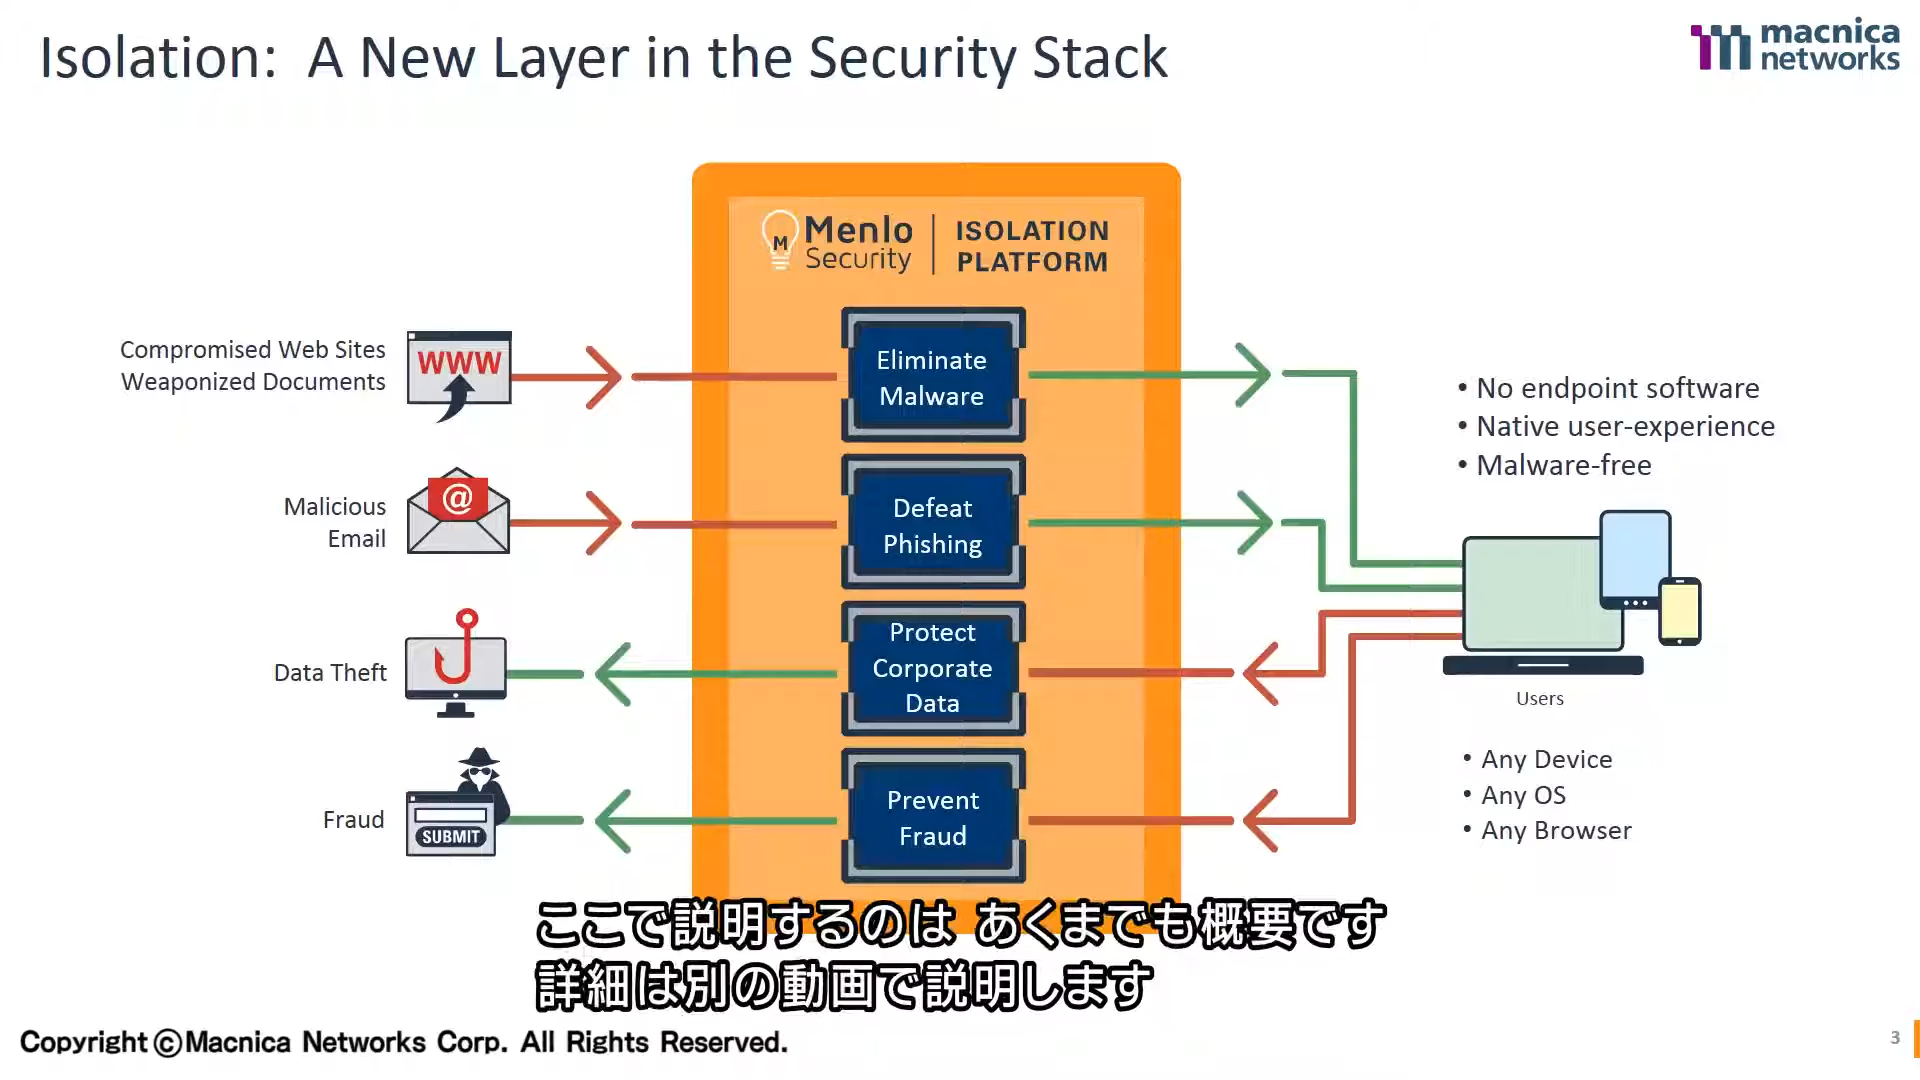 Isolation: A New Layer in the Security Stack
macnica
networks
M
Menlo
Security
ISOLATION
PLATFORM
Compromised Web Sites
Weaponized Documents
WWW
Eliminate
Malware
Malicious
Email
@
Defeat
Phishing
Data Theft
Protect
Corporate
Data
Fraud
SUBMIT
Prevent
Fraud
• No endpoint software
• Native user-experience
• Malware-free
Users
• Any Device
• Any OS
• Any Browser
ここで説明するのは あくまでも概要です
詳細は別の動画で説明します
Copyright ⓒMacnica Networks Corp. All Rights Reserved.
3